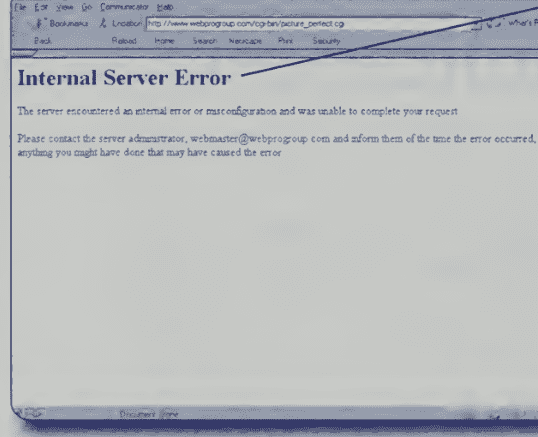 File Edit View Go Communicator Help
Bookmarks Location http://www.webprogroup.com/cgi-bin/picture_perfect.cgi What's R
Back Reload Home Search Netscape Print Security
Internal Server Error
The server encountered an internal error or misconfiguration and was unable to complete your request
Please contact the server administrator, webmaster@webprogroup com and inform them of the time the error occurred,
anything you might have done that may have caused the error
Document Done